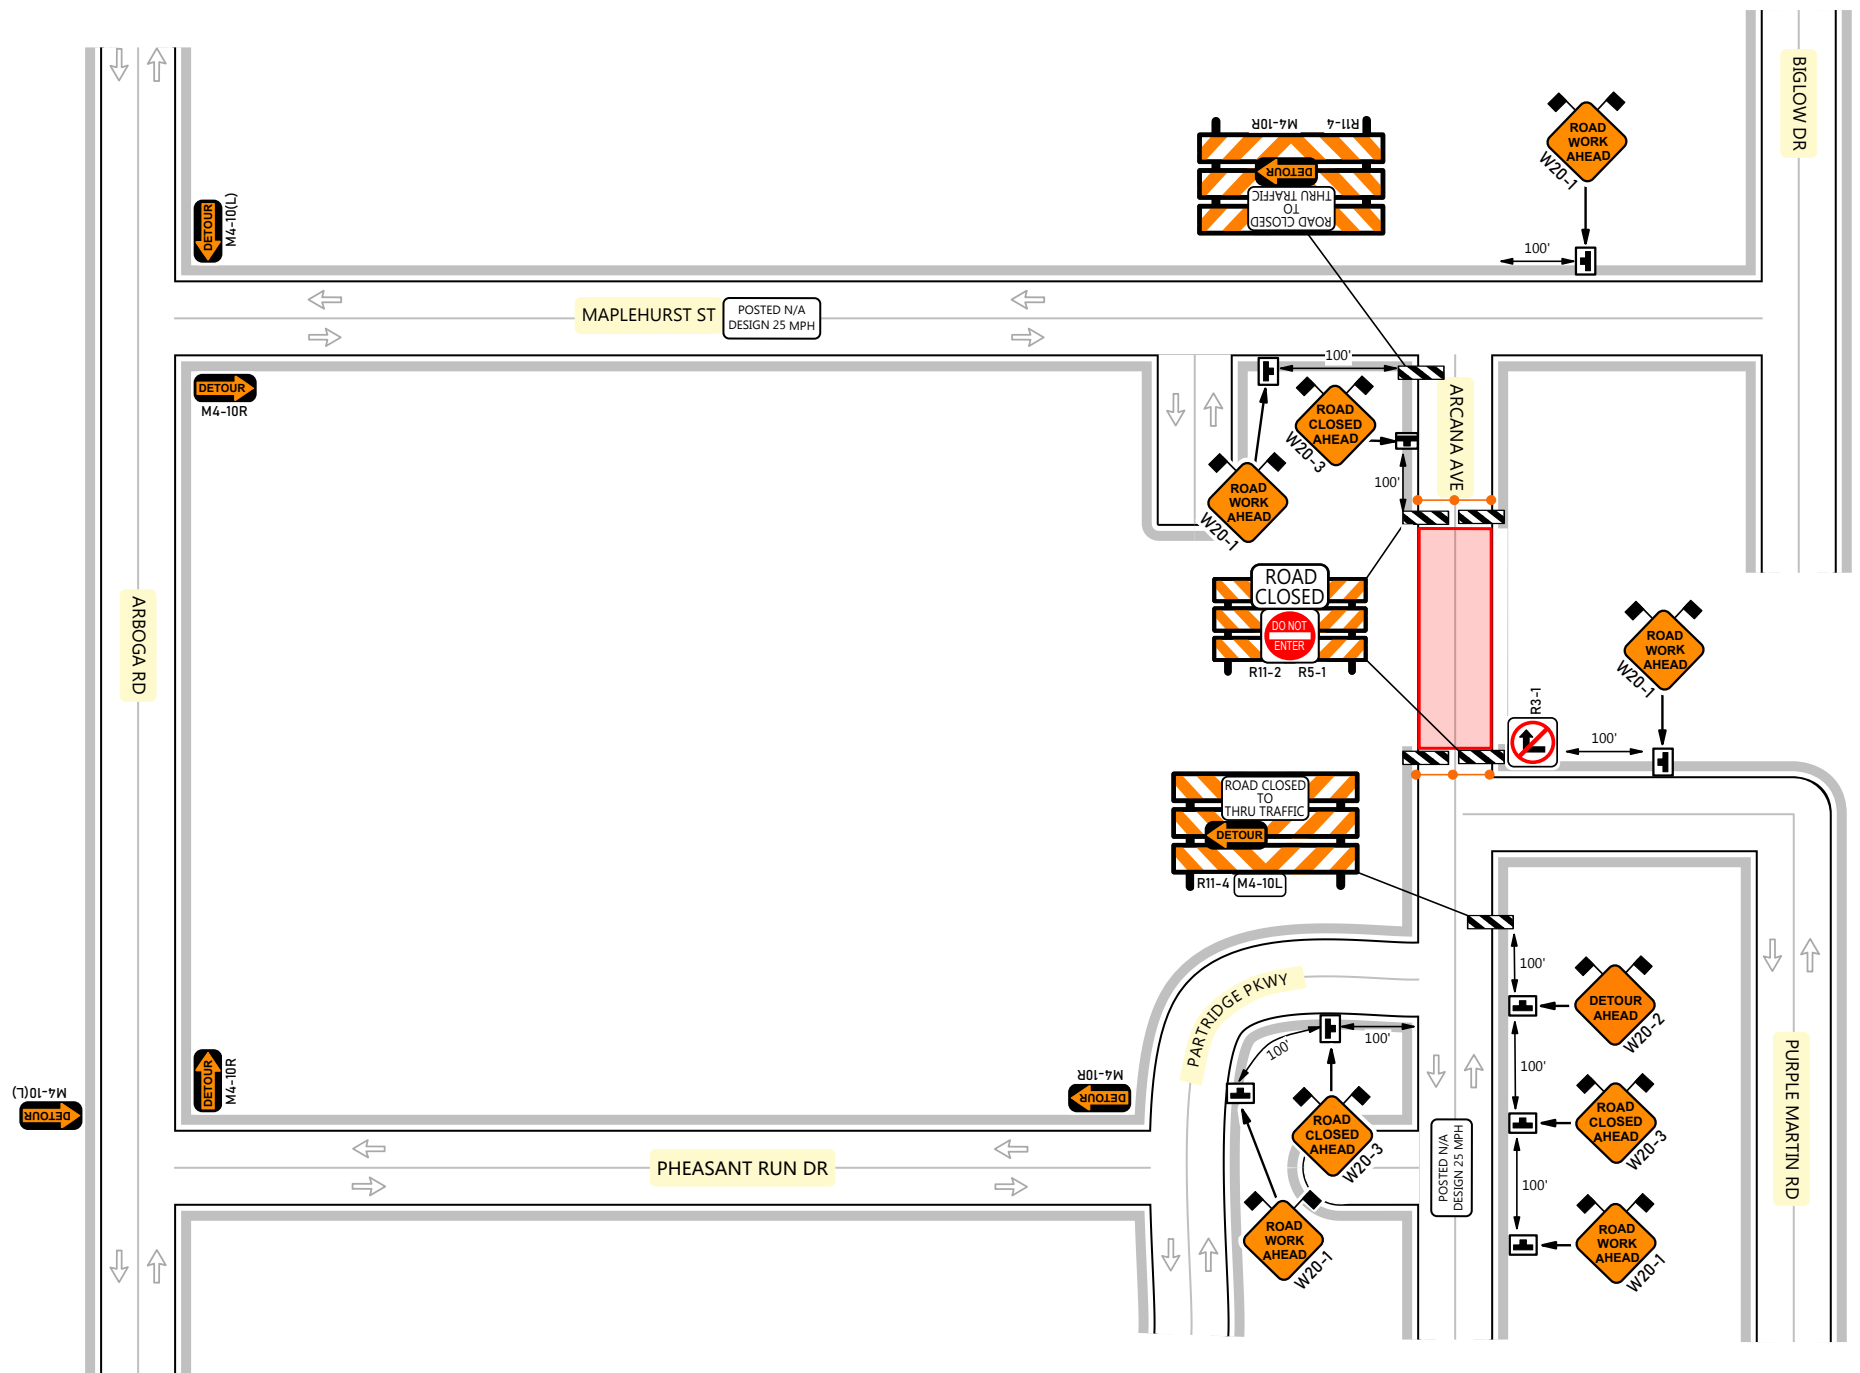 BIGLOW DR
ROAD
WORK
AHEAD
W20-1
100'
M4-10R
R11-4
DETOUR
ROAD CLOSED
TO
THRU TRAFFIC
DETOUR
M4-10(L)
MAPLEHURST ST
POSTED N/A
DESIGN 25 MPH
DETOUR
M4-10R
100'
ROAD
CLOSED
AHEAD
W20-3
100'
ARCANA AVE
ROAD
WORK
AHEAD
W20-1
ROAD
CLOSED
DO NOT
ENTER
R11-2
R5-1
ARBOGA RD
ROAD
WORK
AHEAD
W20-1
R3-1
100'
ROAD CLOSED
TO
THRU TRAFFIC
DETOUR
R11-4
M4-10L
PARTRIDGE PKWY
100'
DETOUR
AHEAD
W20-2
100'
100'
100'
ROAD
CLOSED
AHEAD
W20-3
ROAD
CLOSED
AHEAD
W20-3
100'
ROAD
WORK
AHEAD
W20-1
ROAD
WORK
AHEAD
W20-1
POSTED N/A
DESIGN 25 MPH
PURPLE MARTIN RD
M4-10R
DETOUR
DETOUR
M4-10R
M4-10(L)
DETOUR
PHEASANT RUN DR